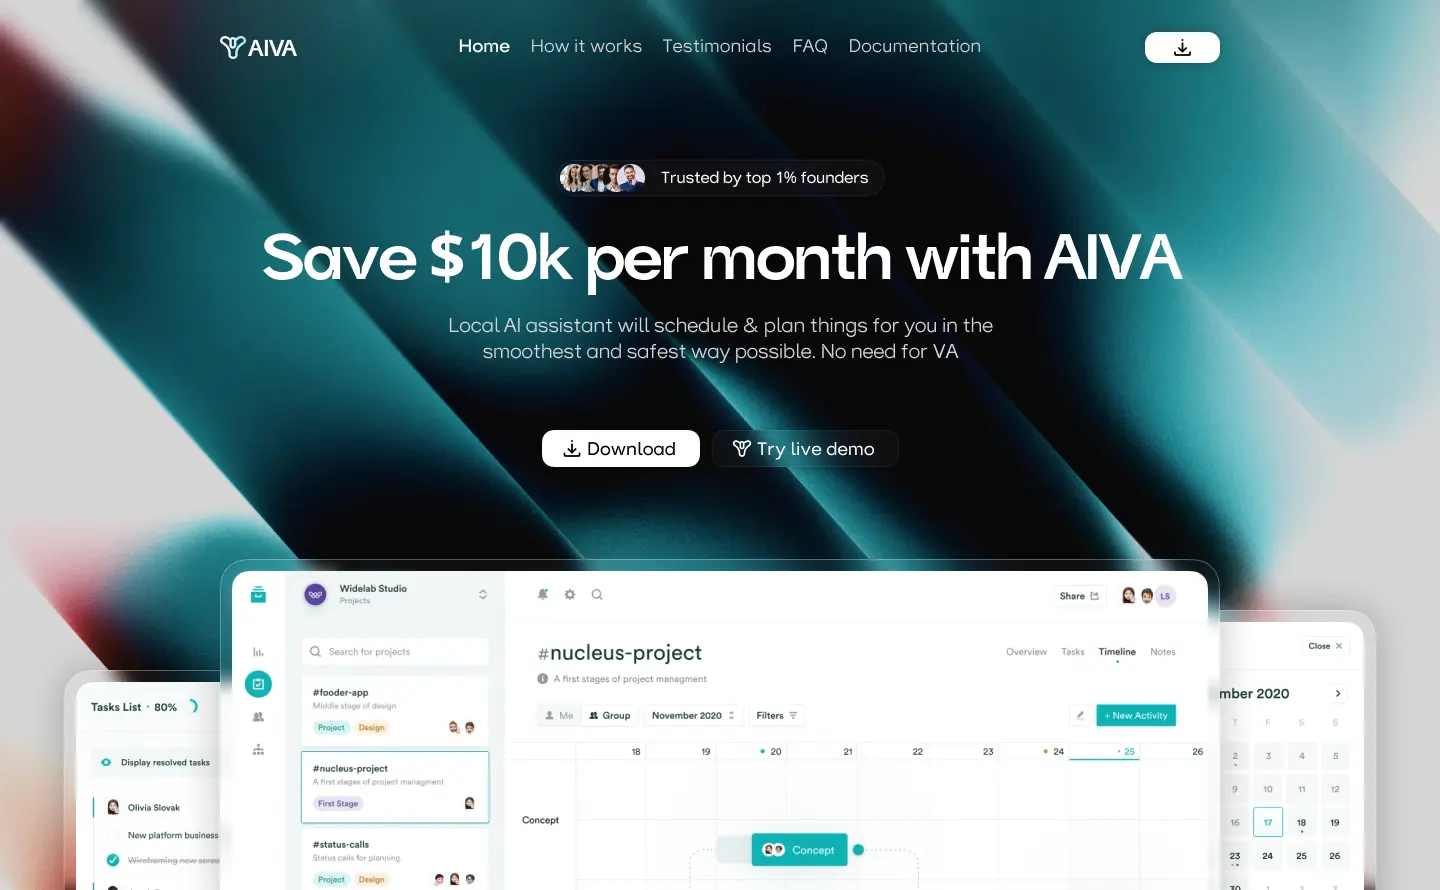 AIVA
Home
How it works
Testimonials
FAQ
Documentation
Trusted by top 1% founders
Save $10k per month with AIVA
Local AI assistant will schedule & plan things for you in the
smoothest and safest way possible. No need for VA
Download
Try live demo
Widelab Studio
Projects
Search for projects
#fooder-app
Middle stage of design
Project
Design
#nucleus-project
A first stages of project managment
First Stage
#status-calls
Status calls for planning.
Project
Design
Share
LS
#nucleus-project
A first stages of project managment
Overview
Tasks
Timeline
Notes
Me
Group
November 2020
Filters
+ New Activity
18
19
20
21
22
23
24
25
26
Concept
Concept
Tasks List • 80%
Display resolved tasks
Olivia Slovak
New platform business
Wireframing new scree
Close
mber 2020
T F S S
2 3 4 5
9 10 11 12
16 17 18 19
23 24 25 26
30